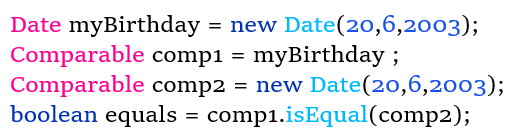 Date myBirthday = new Date(20,6,2003);
Comparable comp1 = myBirthday ;
Comparable comp2 = new Date(20,6,2003);
boolean equals = comp1.isEqual(comp2);